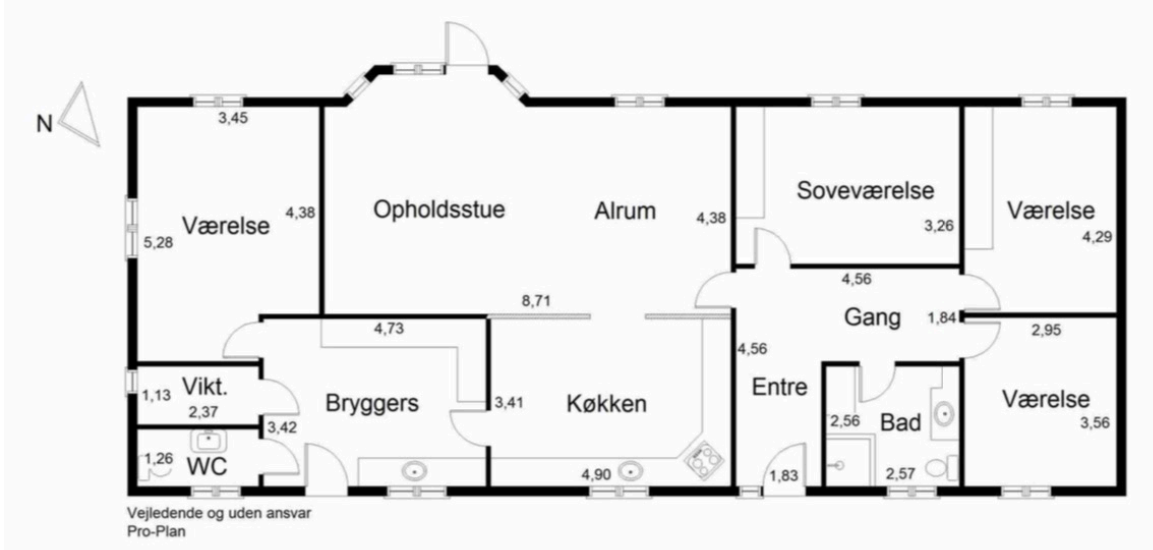 N
3,45
Værelse
4,38
5,28
Opholdsstue
Alrum
4,38
8,71
Soveværelse
3,26
Værelse
4,29
4,56
Gang
1,84
4,73
Bryggers
3,42
3,41
Køkken
4,90
4,56
Entre
1,83
2,56
Bad
2,57
2,95
Værelse
3,56
Vikt.
1,13
2,37
1,26
WC
Vejledende og uden ansvar
Pro-Plan